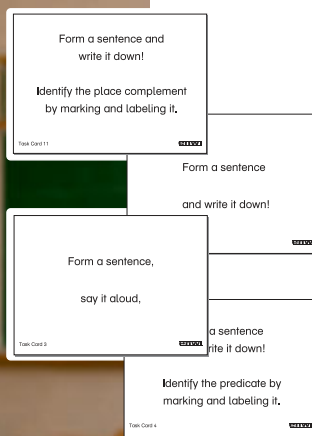 Form a sentence and
write it down!
Identify the place complement
by marking and labeling it.
Task Card 11
Form a sentence
and write it down!
Form a sentence,
say it aloud,
Task Card 3
a sentence
rite it down!
Identify the predicate by
marking and labeling it.
Task Card 4